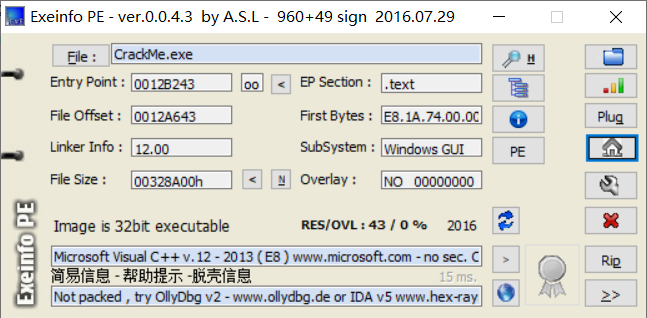 Exeinfo PE - ver.0.0.4.3 by A.S.L - 960+49 sign 2016.07.29
File : CrackMe.exe H
Entry Point : 0012B243 oo < EP Section : .text
File Offset : 0012A643 First Bytes : E8.1A.74.00.00 Plug
Linker Info : 12.00 SubSystem : Windows GUI PE
File Size : 00328A00h < N Overlay : NO 00000000
Image is 32bit executable RES/OVL : 43 / 0 % 2016
Microsoft Visual C++ v.12 - 2013 ( E8 ) www.microsoft.com - no sec. C > Rip
简易信息 - 帮助提示 -脱壳信息 15 ms.
Not packed , try OllyDbg v2 - www.ollydbg.de or IDA v5 www.hex-ray >>
Exeinfo PE